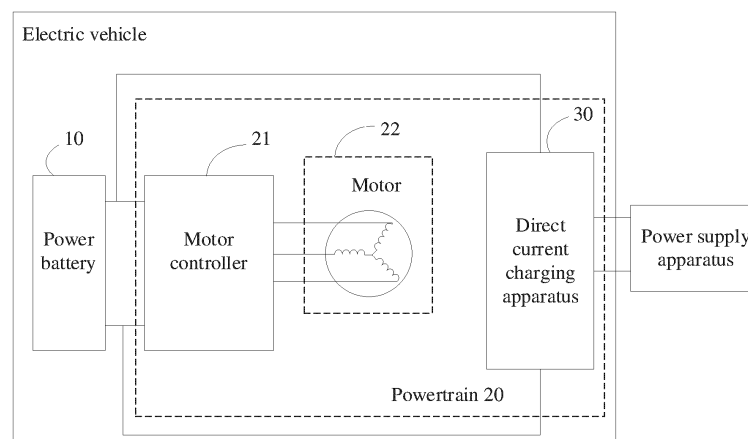 Electric vehicle
10
21
22
30
Power
battery
Motor
controller
Motor
Direct
current
charging
apparatus
Power supply
apparatus
Powertrain 20